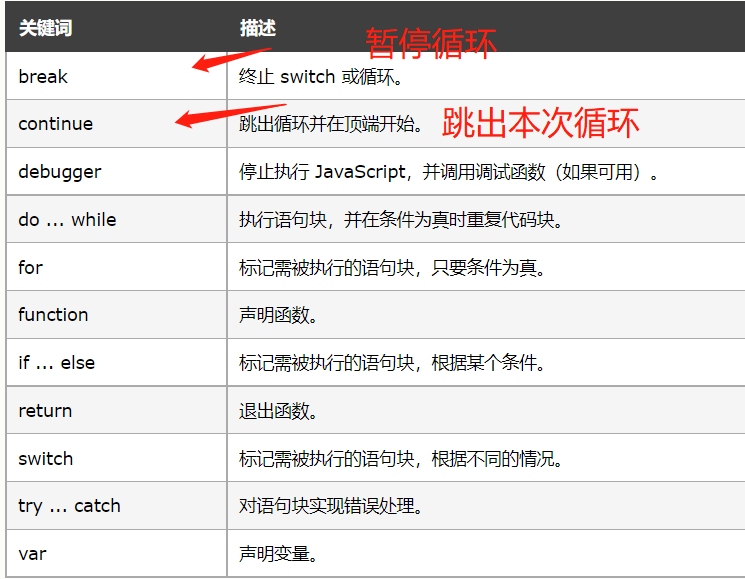 关键词 描述
暂停循环
break 终止 switch 或循环。
continue 跳出循环并在顶端开始。 跳出本次循环
debugger 停止执行 JavaScript，并调用调试函数（如果可用）。
do ... while 执行语句块，并在条件为真时重复代码块。
for 标记需被执行的语句块，只要条件为真。
function 声明函数。
if ... else 标记需被执行的语句块，根据某个条件。
return 退出函数。
switch 标记需被执行的语句块，根据不同的情况。
try ... catch 对语句块实现错误处理。
var 声明变量。